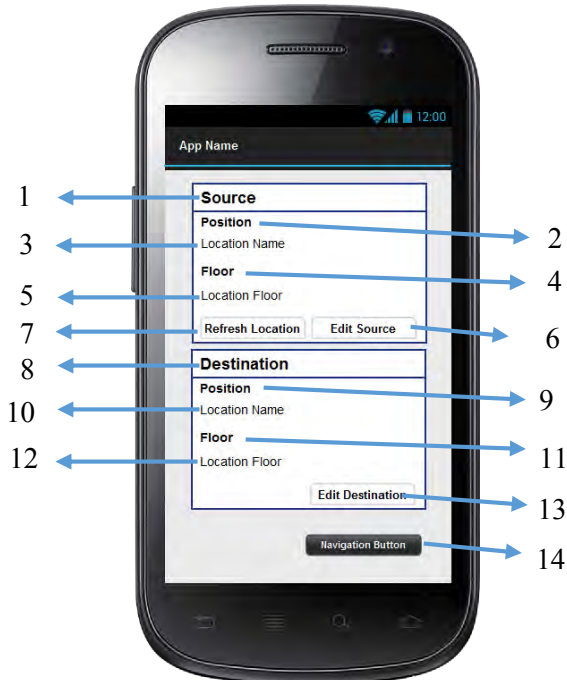 12:00
App Name
1
Source
Position
2
3
Location Name
Floor
4
5
Location Floor
7
Refresh Location
Edit Source
6
8
Destination
Position
9
10
Location Name
Floor
11
12
Location Floor
Edit Destination
13
Navigation Button
14